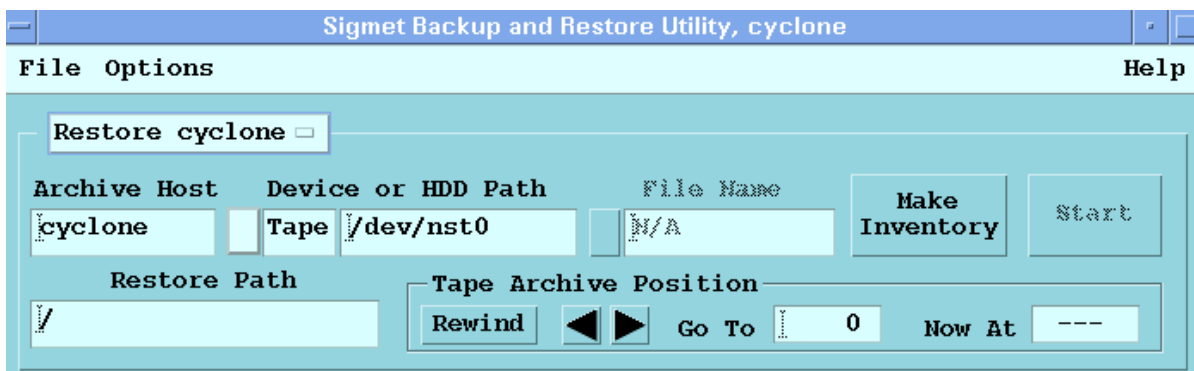 Sigmet Backup and Restore Utility, cyclone
File Options Help
Restore cyclone
Archive Host Device or HDD Path File Name
Make Inventory
Start
cyclone Tape /dev/nst0 N/A
Restore Path
Tape Archive Position
/
Rewind Go To 0 Now At ---